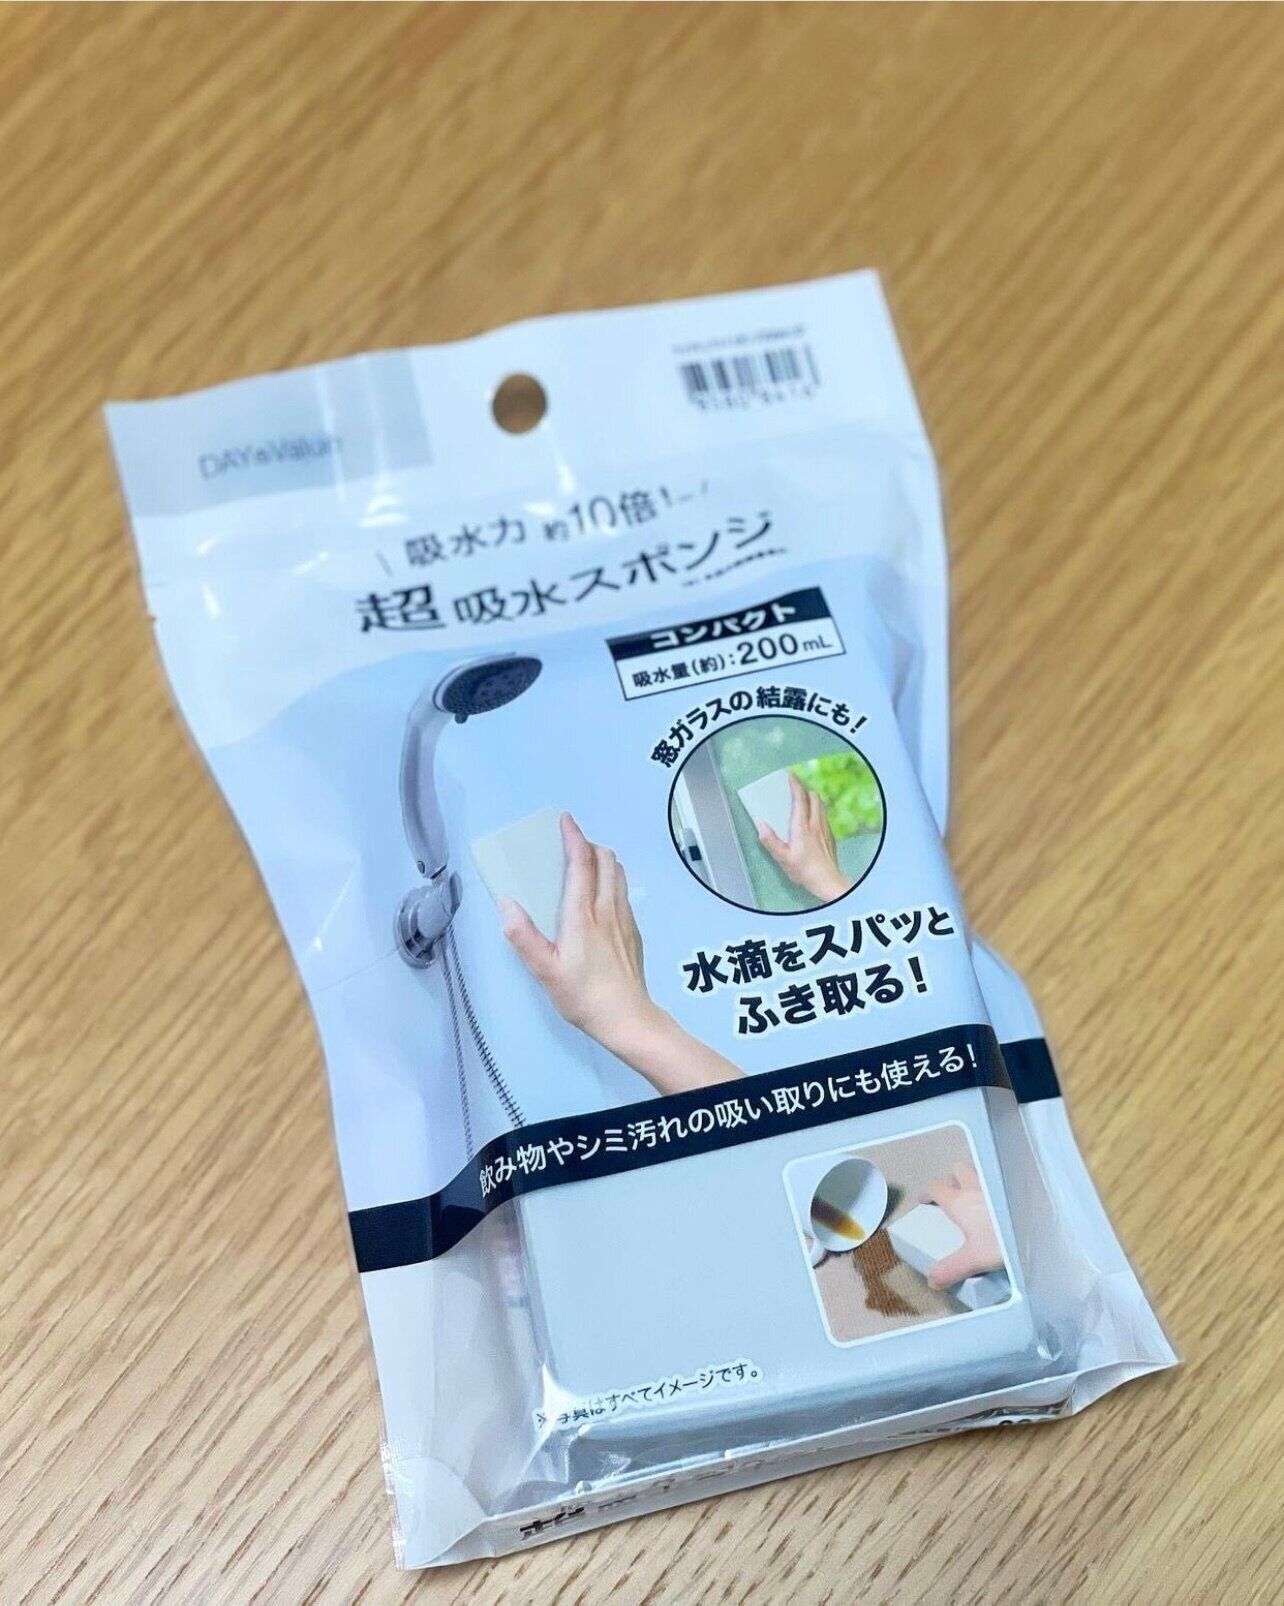 DAY&Value
吸水力 約10倍!
超吸水スポンジ
コンパクト
吸水量(約):200mL
窓ガラスの結露にも!
水滴をスパッと
ふき取る!
飲み物やシミ汚れの吸い取りにも使える!
※写真はすべてイメージです。